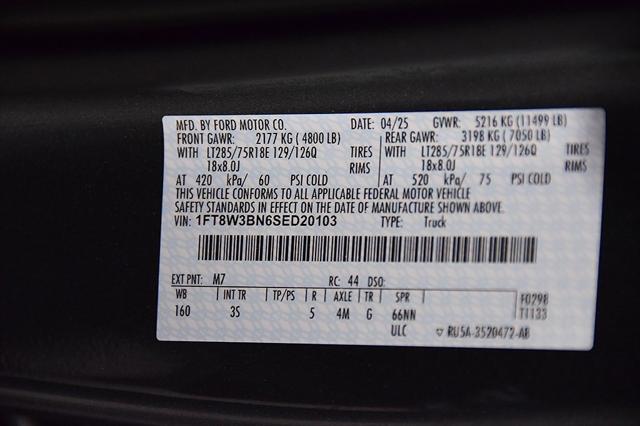 MFD. BY FORD MOTOR CO. DATE: 04/25 GVWR: 5216 KG (11499 LB)
FRONT GAWR: 2177 KG ( 4800 LB) REAR GAWR: 3198 KG ( 7050 LB)
WITH LT285/75R18E 129/126Q TIRES WITH LT285/75R18E 129/126Q TIRES
18x8.0J RIMS 18x8.0J RIMS
AT 420 kPa/ 60 PSI COLD AT 520 kPa/ 75 PSI COLD
THIS VEHICLE CONFORMS TO ALL APPLICABLE FEDERAL MOTOR VEHICLE
SAFETY STANDARDS IN EFFECT ON THE DATE OF MANUFACTURE SHOWN ABOVE.
VIN: 1FT8W3BN6SED20103 TYPE: Truck
EXT PNT: M7 RC: 44 DSO:
WB INT TR TP/PS R AXLE TR SPR F0298
160 3S 5 4M G 66NN T1133
ULC ▽ RU5A-3520472-AB